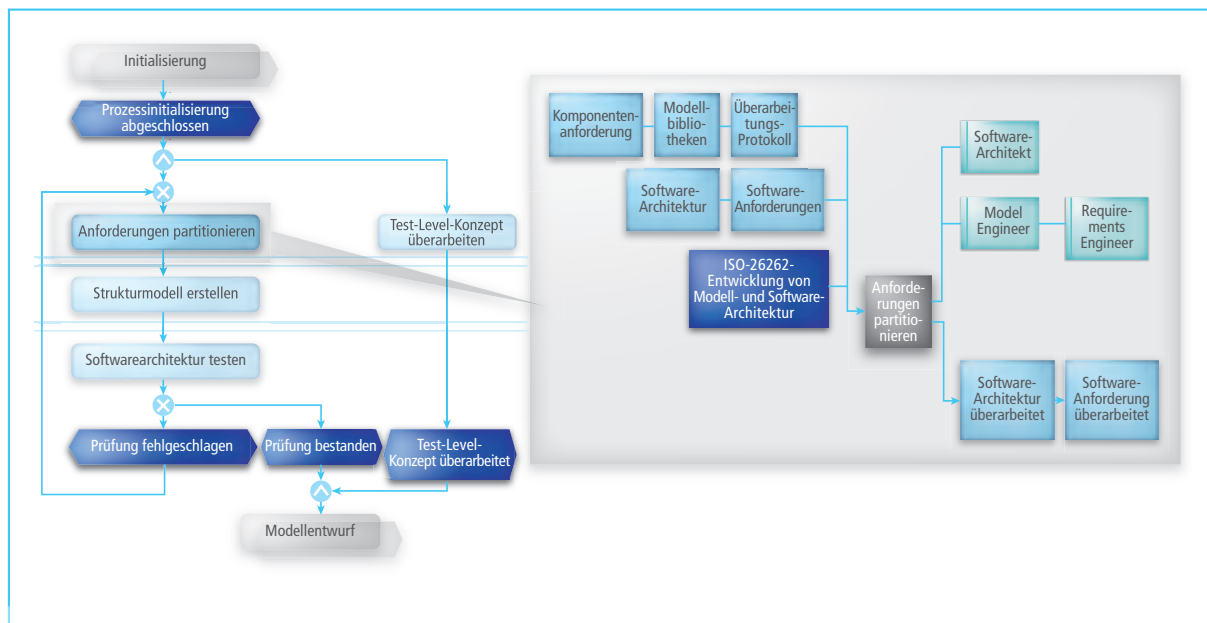 Initialisierung
Prozessinitialisierung
abgeschlossen
Anforderungen partitionieren
Test-Level-Konzept
überarbeiten
Strukturmodell erstellen
Softwarearchitektur testen
Prüfung fehlgeschlagen
Prüfung bestanden
Test-Level-
Konzept überarbeitet
Modellentwurf
Komponenten-
anforderung
Modell-
biblio-
theken
Überarbei-
tungs-
Protokoll
Software-
Architektur
Software-
Anforderungen
ISO-26262-
Entwicklung von
Modell- und Software-
Architektur
Anforde-
rungen
partitio-
nieren
Software-
Architekt
Model
Engineer
Require-
ments
Engineer
Software-
Architektur
überarbeitet
Software-
Anforderung
überarbeitet